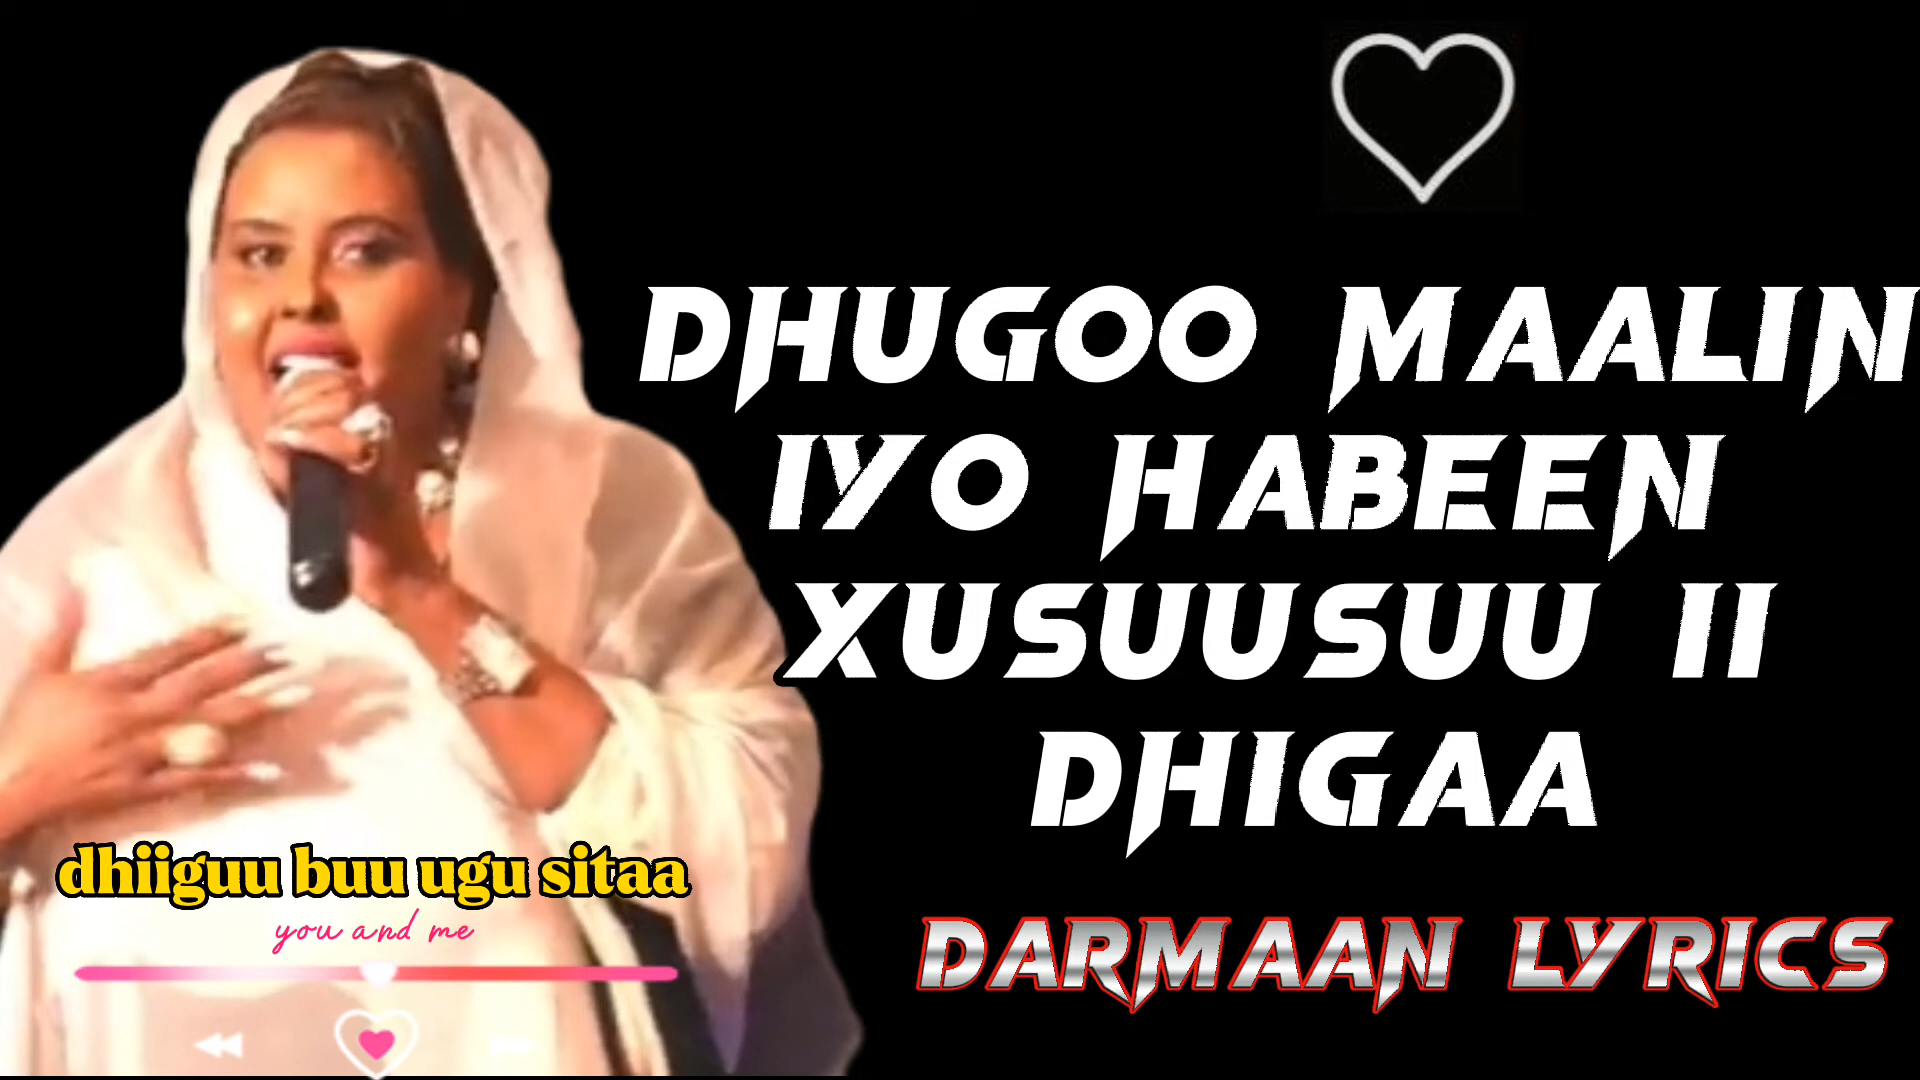 DHUGOO MAALIN
IYO HABEEN
XUSUUSUU II
DHIGAA
dhiiguu buu ugu sitaa
you and me
DARMAAN LYRICS